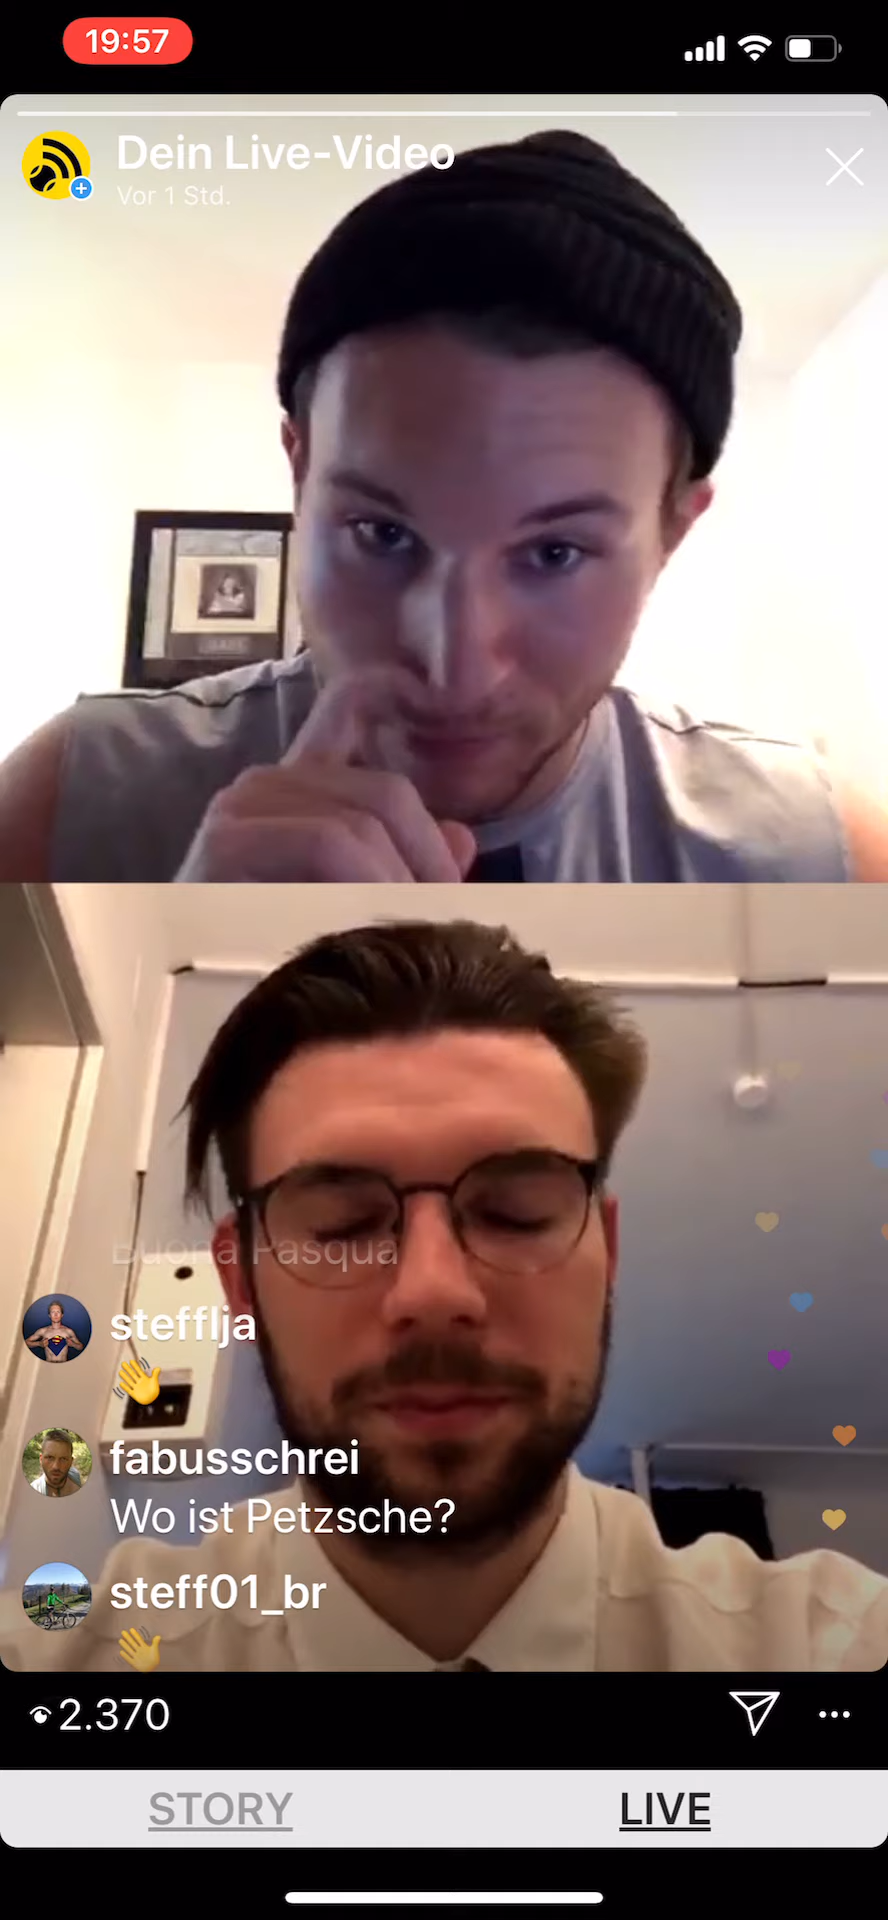 19:57
Dein Live-Video
Vor 1 Std.
Buona Pasqua
stefflja
👋
fabusschrei
Wo ist Petzsche?
steff01_br
👋
2.370
STORY
LIVE